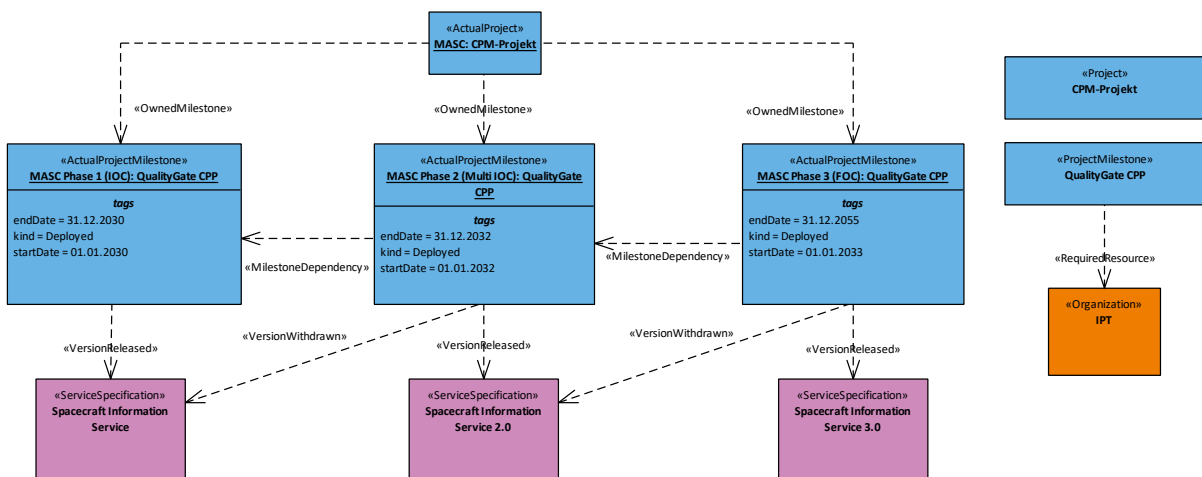 «ActualProject»
MASC: CPM-Projekt
«OwnedMilestone»
«OwnedMilestone»
«OwnedMilestone»
«ActualProjectMilestone»
MASC Phase 1 (IOC): QualityGate CPP
tags
endDate = 31.12.2030
kind = Deployed
startDate = 01.01.2030
«ActualProjectMilestone»
MASC Phase 2 (Multi IOC): QualityGate
CPP
tags
endDate = 31.12.2032
kind = Deployed
startDate = 01.01.2032
«ActualProjectMilestone»
MASC Phase 3 (FOC): QualityGate CPP
tags
endDate = 31.12.2055
kind = Deployed
startDate = 01.01.2033
«MilestoneDependency»
«MilestoneDependency»
«VersionReleased»
«VersionWithdrawn»
«VersionReleased»
«VersionWithdrawn»
«VersionReleased»
«ServiceSpecification»
Spacecraft Information
Service
«ServiceSpecification»
Spacecraft Information
Service 2.0
«ServiceSpecification»
Spacecraft Information
Service 3.0
«Project»
CPM-Projekt
«ProjectMilestone»
QualityGate CPP
«RequiredResource»
«Organization»
IPT